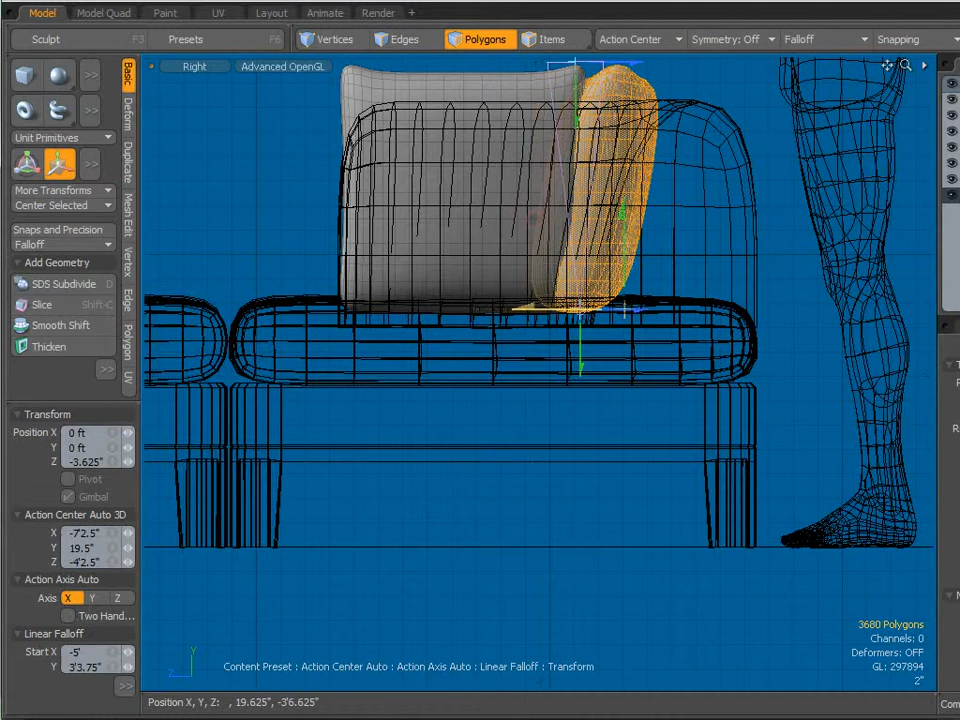 Model Model Quad Paint UV Layout Animate Render +
Sculpt F3 Presets F6 Vertices Edges Polygons Items Action Center Symmetry: Off Falloff Snapping
Right Advanced OpenGL
>>
>>
Unit Primitives
>>
More Transforms
Center Selected
Snaps and Precision
Falloff
Add Geometry
SDS Subdivide D
Slice Shift-C
Smooth Shift
Thicken
>>
Basic
Deform
Duplicate
Mesh Edit
Vertex
Edge
Polygon
UV
Transform
Position X 0 ft
Y 0 ft
Z -3.625"
Pivot
Gimbal
Action Center Auto 3D
X -7'2.5"
Y 19.5"
Z -4'2.5"
Action Axis Auto
Axis X Y Z
Two Hand...
Linear Falloff
Start X -5'
Y 3'3.75"
>>
Y
Z
3680 Polygons
Channels: 0
Deformers: OFF
GL: 297894
2"
Content Preset : Action Center Auto : Action Axis Auto : Linear Falloff : Transform
Position X, Y, Z: , 19.625", -3'6.625"
Com